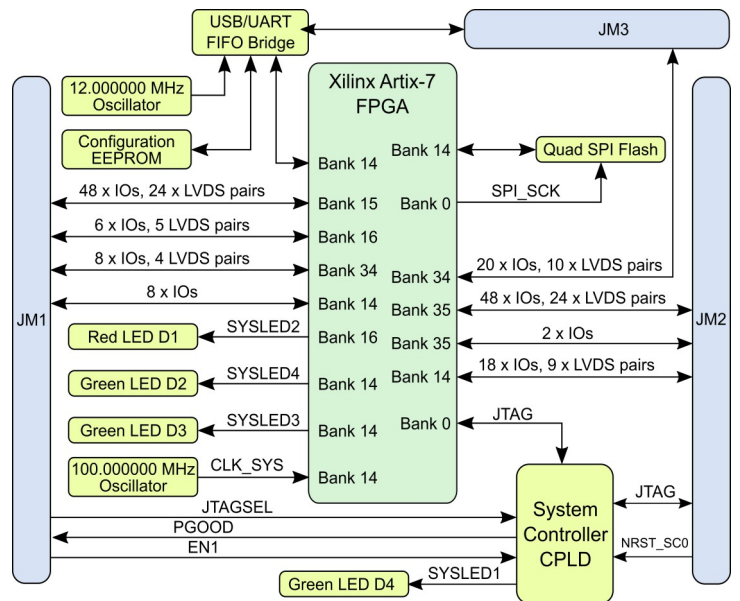 USB/UART
FIFO Bridge
JM3
12.000000 MHz
Oscillator
Xilinx Artix-7
FPGA
Configuration
EEPROM
Bank 14
Bank 14
Quad SPI Flash
48 x IOs, 24 x LVDS pairs
Bank 15
Bank 0
SPI_SCK
6 x IOs, 5 LVDS pairs
Bank 16
8 x IOs, 4 LVDS pairs
Bank 34
Bank 34
20 x IOs, 10 x LVDS pairs
JM1
8 x IOs
Bank 14
Bank 35
48 x IOs, 24 x LVDS pairs
JM2
Red LED D1
SYSLED2
Bank 16
Bank 35
2 x IOs
Green LED D2
SYSLED4
Bank 14
Bank 14
18 x IOs, 9 x LVDS pairs
Green LED D3
SYSLED3
Bank 14
Bank 0
JTAG
100.000000 MHz
Oscillator
CLK_SYS
Bank 14
JTAGSEL
PGOOD
EN1
System
Controller
CPLD
JTAG
NRST_SC0
Green LED D4
SYSLED1